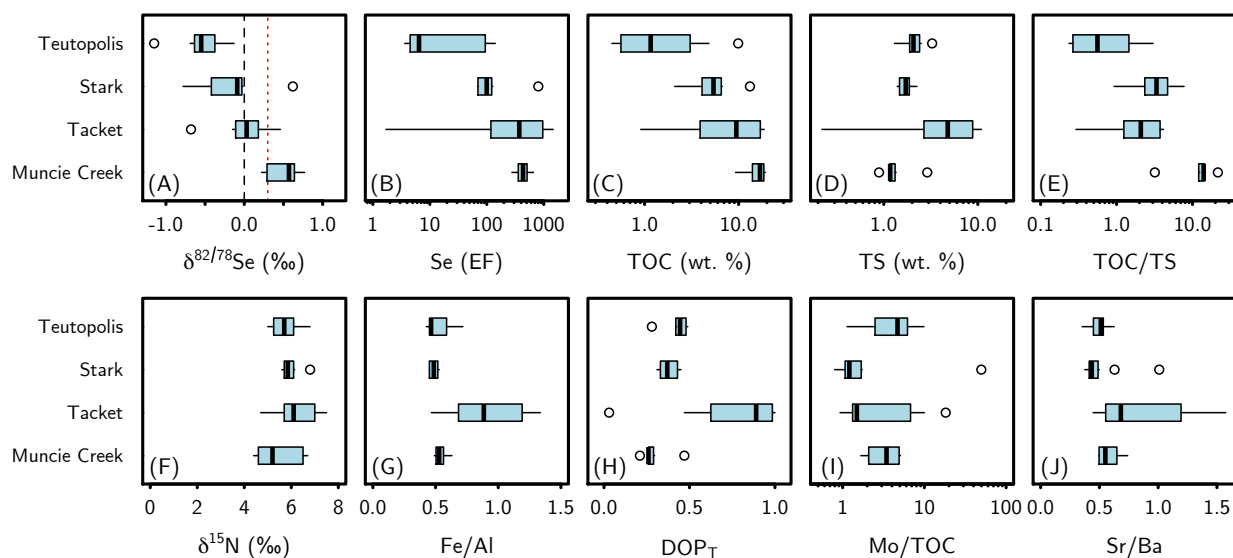 Teutopolis
Stark
Tacket
Muncie Creek
(A)
(B)
(C)
(D)
(E)
-1.0 0.0 1.0
1 10 100 1000
1.0 10.0
1.0 10.0
0.1 1.0 10.0
δ82/78Se (‰)
Se (EF)
TOC (wt. %)
TS (wt. %)
TOC/TS
Teutopolis
Stark
Tacket
Muncie Creek
(F)
(G)
(H)
(I)
(J)
0 2 4 6 8
0.0 0.5 1.0 1.5
0.0 0.5 1.0
1 10 100
0.0 0.5 1.0 1.5
δ15N (‰)
Fe/Al
DOPT
Mo/TOC
Sr/Ba